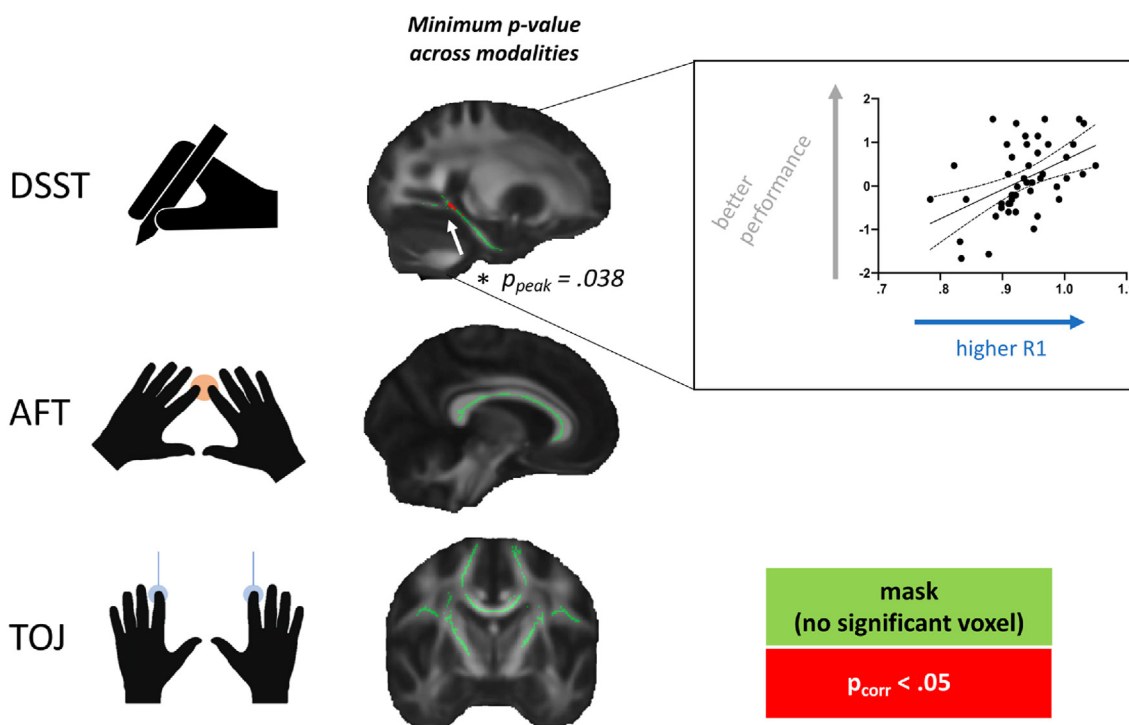 Minimum p-value
across modalities
DSST
* p_peak = .038
better
performance
2
1
0
-1
-2
.7
.8
.9
1.0
1.
higher R1
AFT
TOJ
mask
(no significant voxel)
p_corr < .05